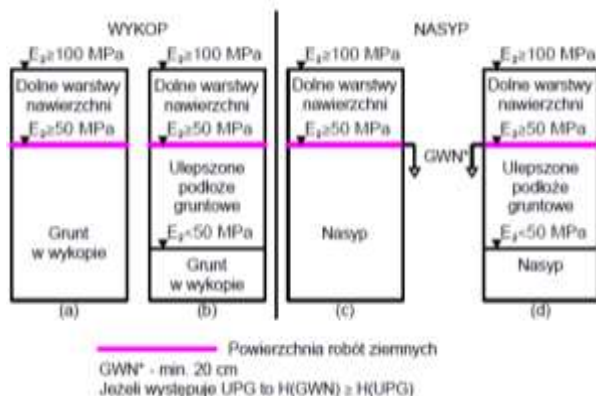 WYKOP
NASYP
E₂≥100 MPa
E₂≥100 MPa
E₂≥100 MPa
E₂≥100 MPa
Dolne warstwy
nawierzchni
Dolne warstwy
nawierzchni
Dolne warstwy
nawierzchni
Dolne warstwy
nawierzchni
E₂≥50 MPa
E₂≥50 MPa
E₂≥50 MPa
E₂≥50 MPa
GWN*
Grunt
w wykopie
Ulepszone
podłoże
gruntowe
E₂<50 MPa
Grunt
w wykopie
Nasyp
Ulepszone
podłoże
gruntowe
E₂<50 MPa
Nasyp
(a)
(b)
(c)
(d)
Powierzchnia robót ziemnych
GWN* - min. 20 cm
Jeżeli występuje UPG to H(GWN) ≥ H(UPG)